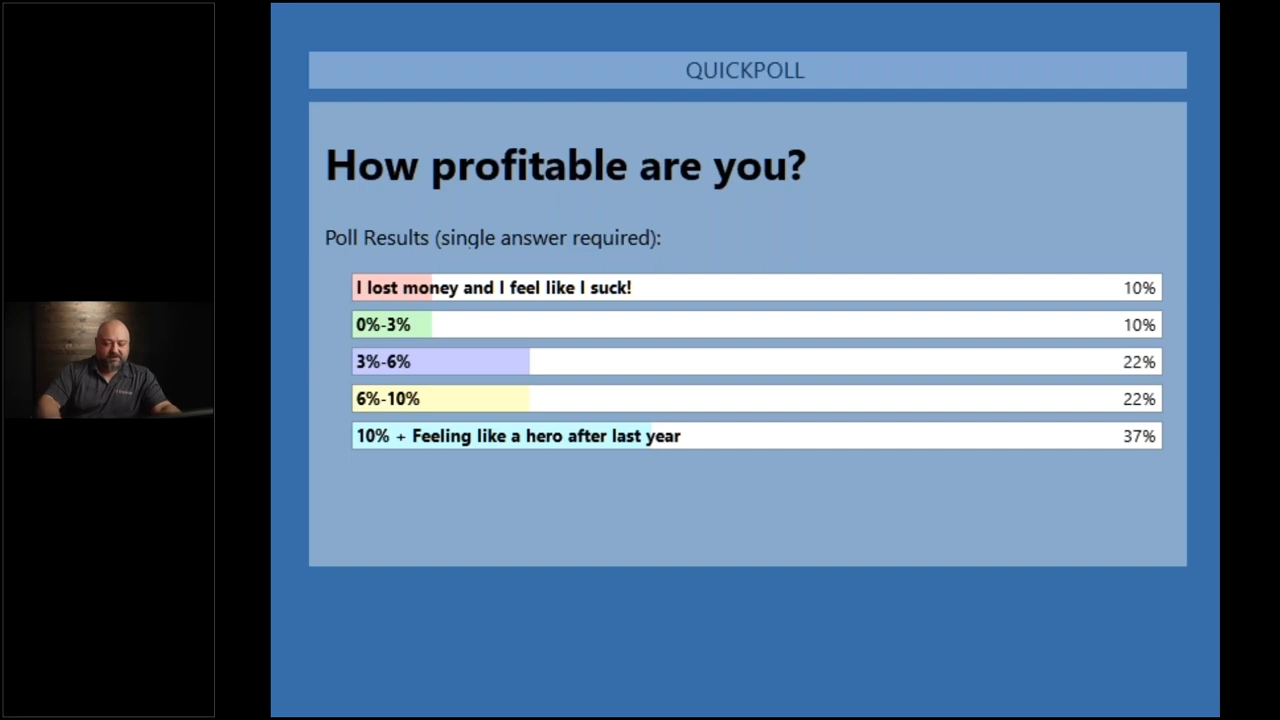 QUICKPOLL
How profitable are you?
Poll Results (single answer required):
I lost money and I feel like I suck! 10%
0%-3% 10%
3%-6% 22%
6%-10% 22%
10% + Feeling like a hero after last year 37%